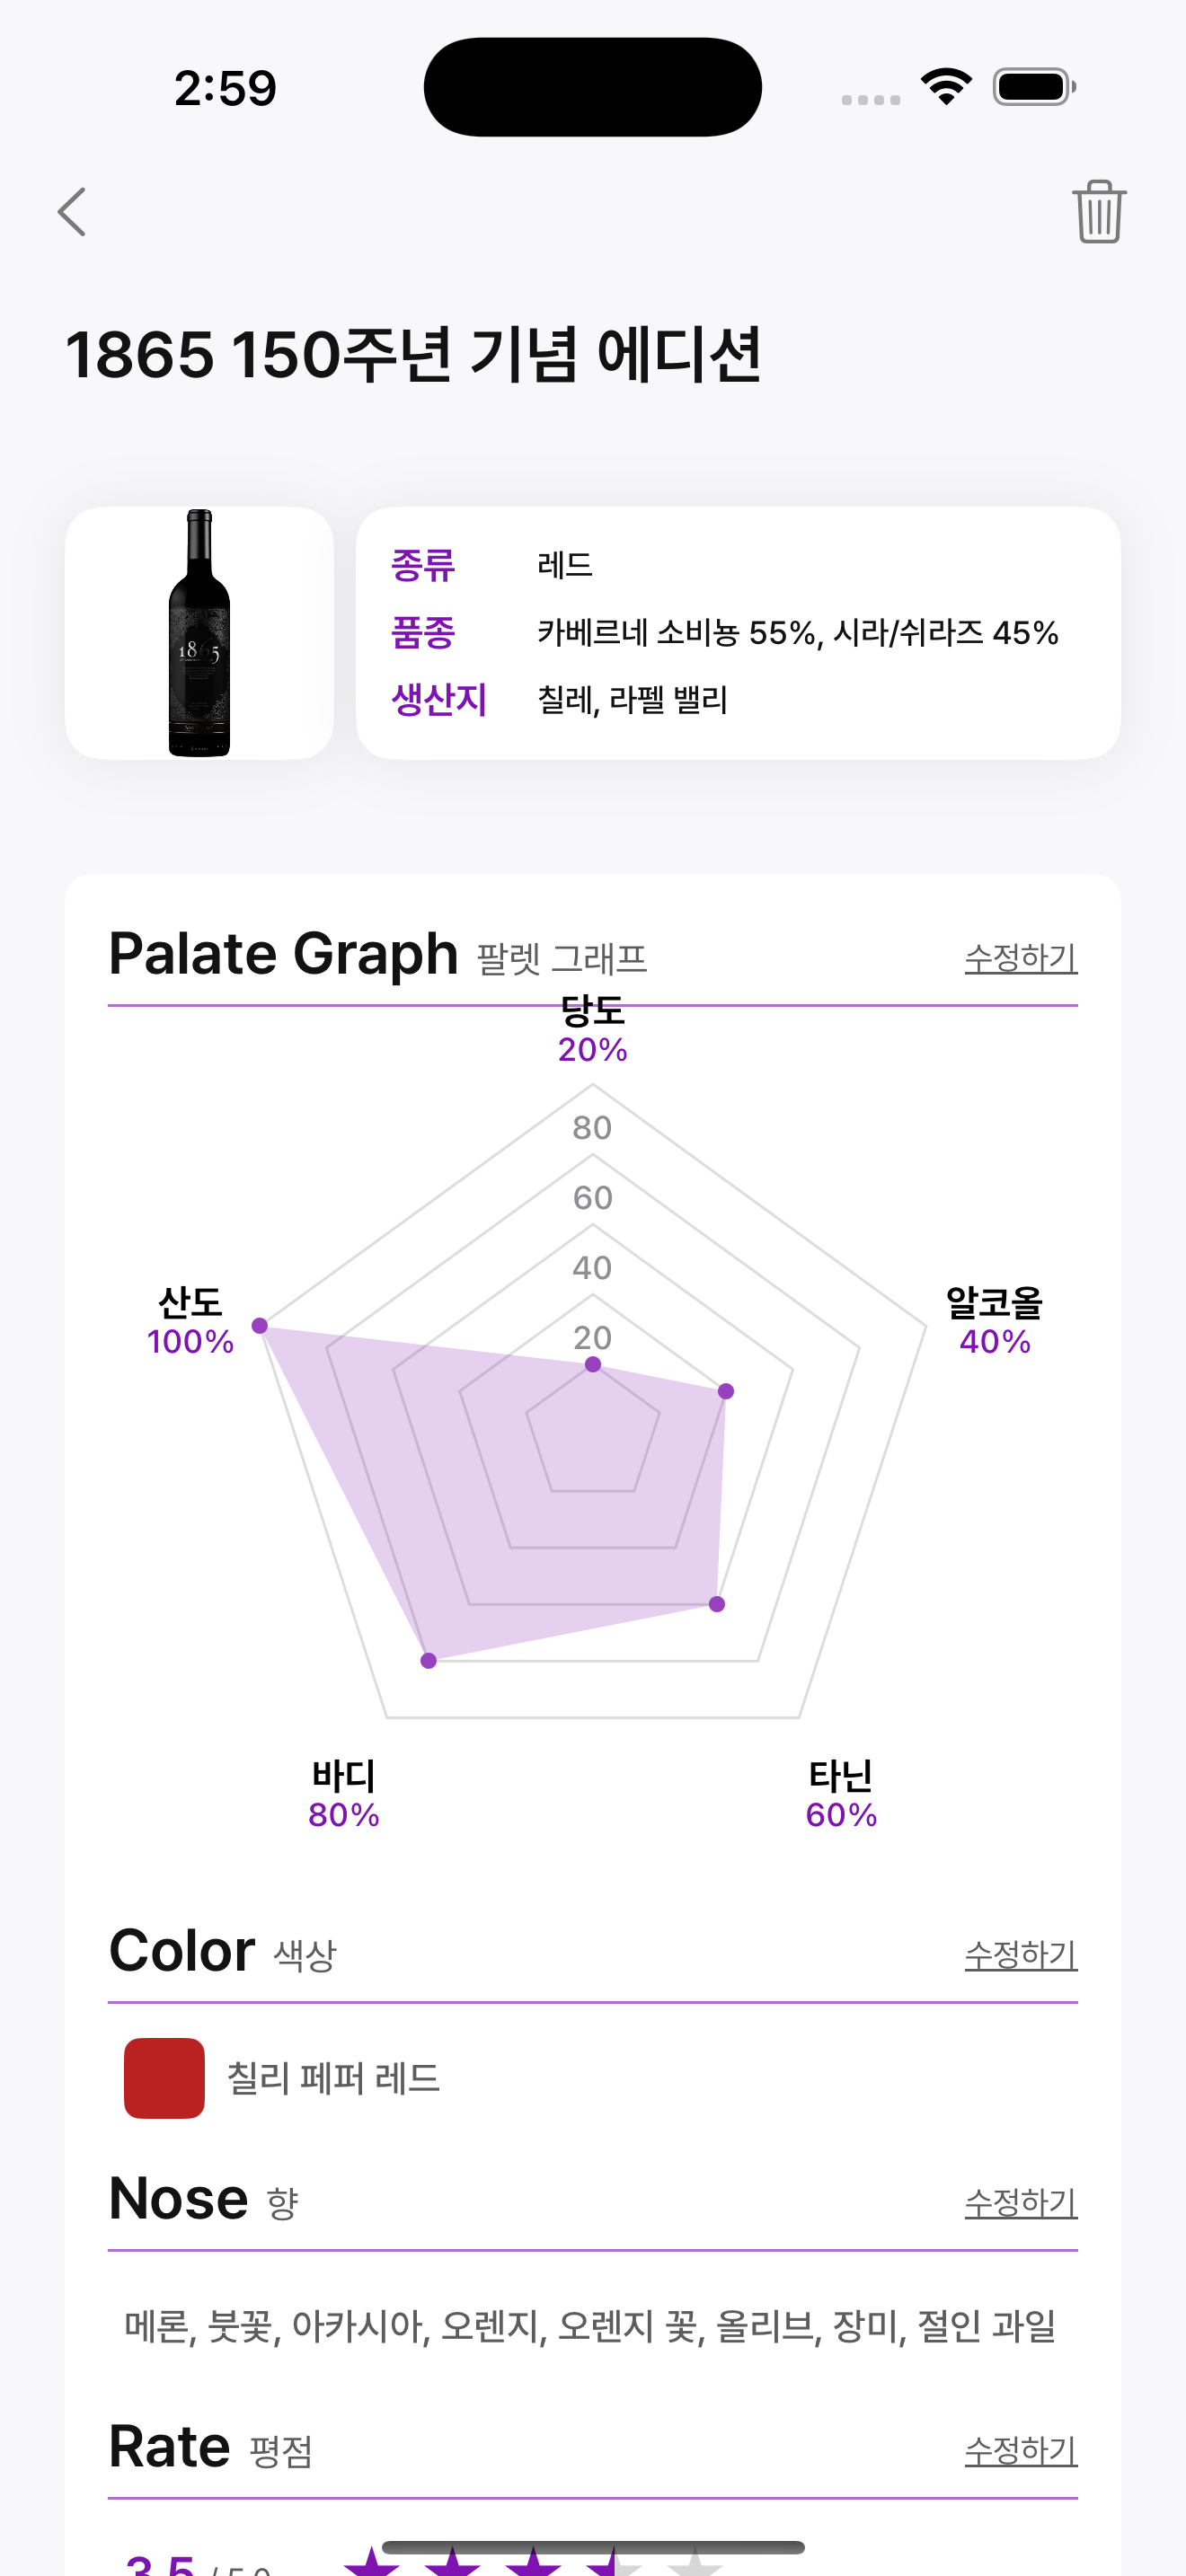 2:59
1865 150주년 기념 에디션
1865
종류 레드
품종 카베르네 소비뇽 55%, 시라/쉬라즈 45%
생산지 칠레, 라펠 밸리
Palate Graph 팔렛 그래프 수정하기
당도
20%
80
60
40
20
산도
100%
알코올
40%
바디
80%
타닌
60%
Color 색상 수정하기
칠리 페퍼 레드
Nose 향 수정하기
메론, 붓꽃, 아카시아, 오렌지, 오렌지 꽃, 올리브, 장미, 절인 과일
Rate 평점 수정하기
3.5 / 5.0